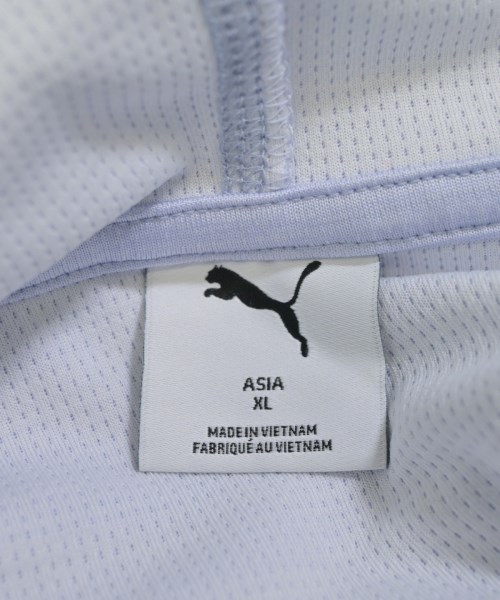 ASIA
XL
MADE IN VIETNAM
FABRIQUÉ AU VIETNAM